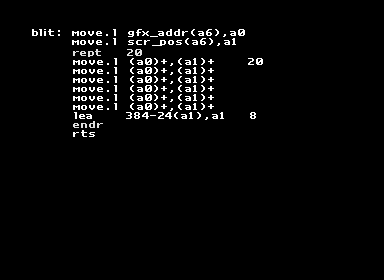 blit: move.l gfx_addr(a6),a0
move.l scr_pos(a6),a1
rept 20
move.l (a0)+,(a1)+ 20
move.l (a0)+,(a1)+
move.l (a0)+,(a1)+
move.l (a0)+,(a1)+
move.l (a0)+,(a1)+
move.l (a0)+,(a1)+
lea 384-24(a1),a1 8
endr
rts